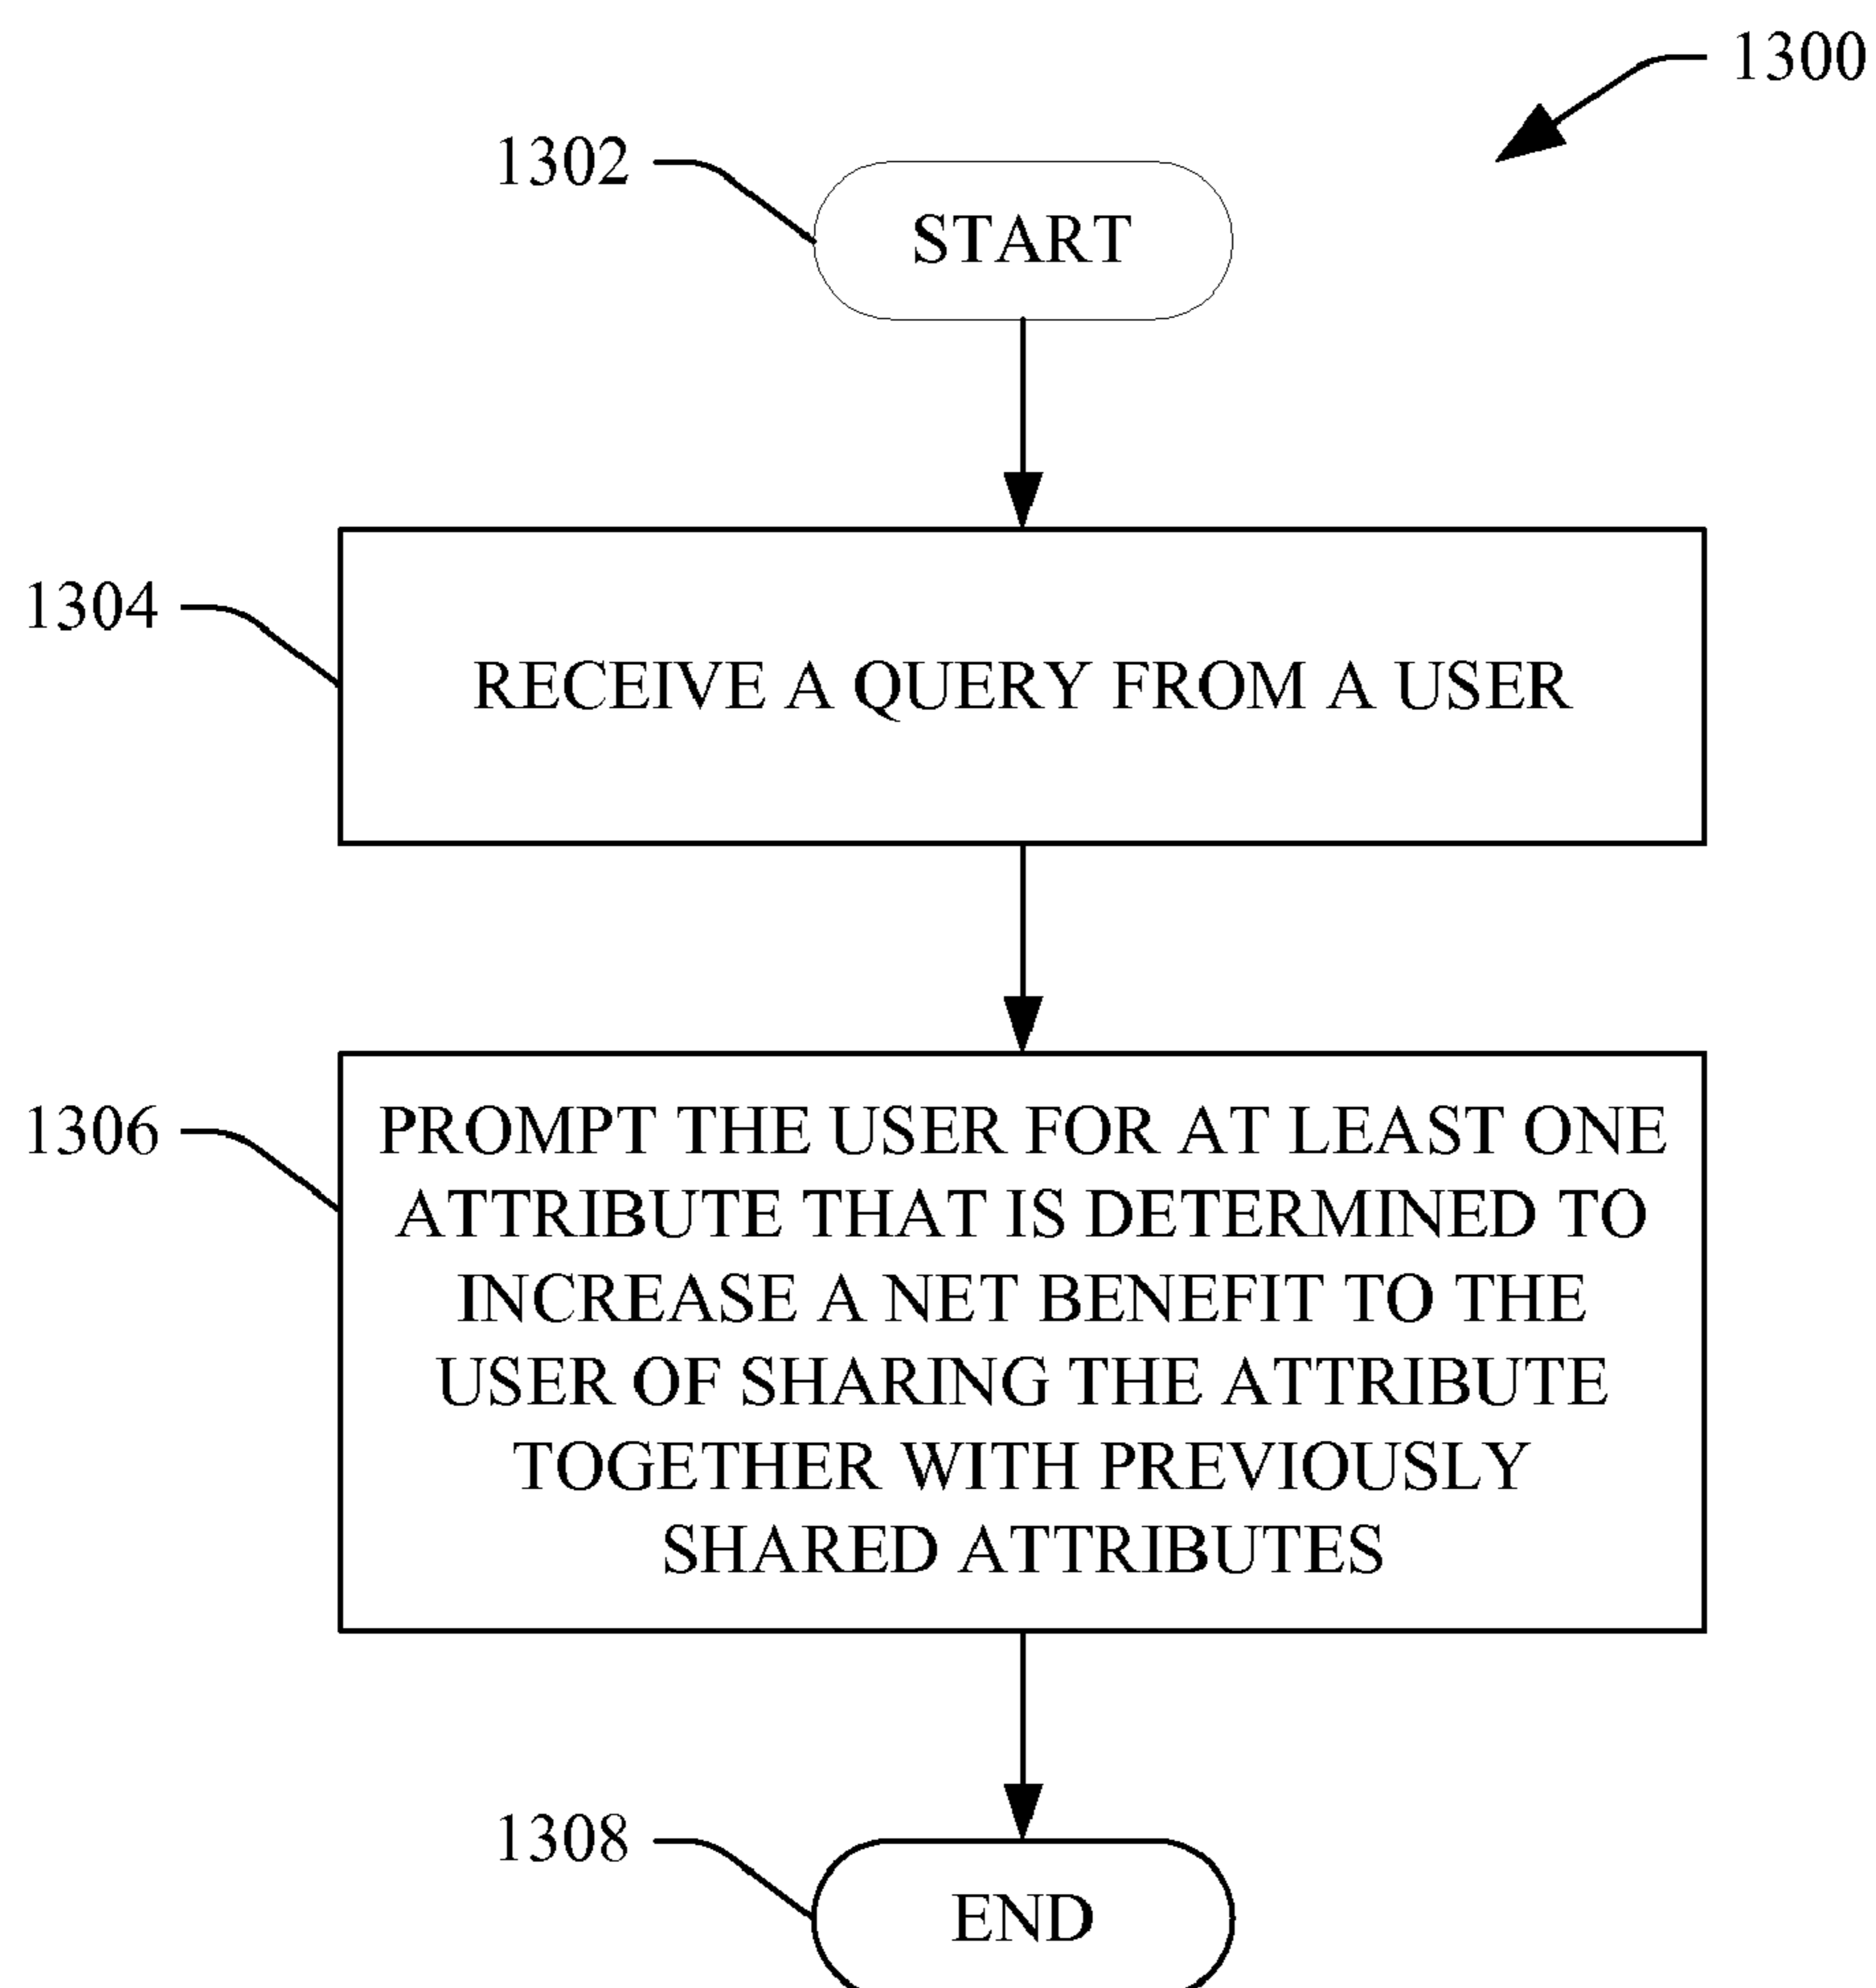 1300
1302
START
1304
RECEIVE A QUERY FROM A USER
1306
PROMPT THE USER FOR AT LEAST ONE
ATTRIBUTE THAT IS DETERMINED TO
INCREASE A NET BENEFIT TO THE
USER OF SHARING THE ATTRIBUTE
TOGETHER WITH PREVIOUSLY
SHARED ATTRIBUTES
1308
END